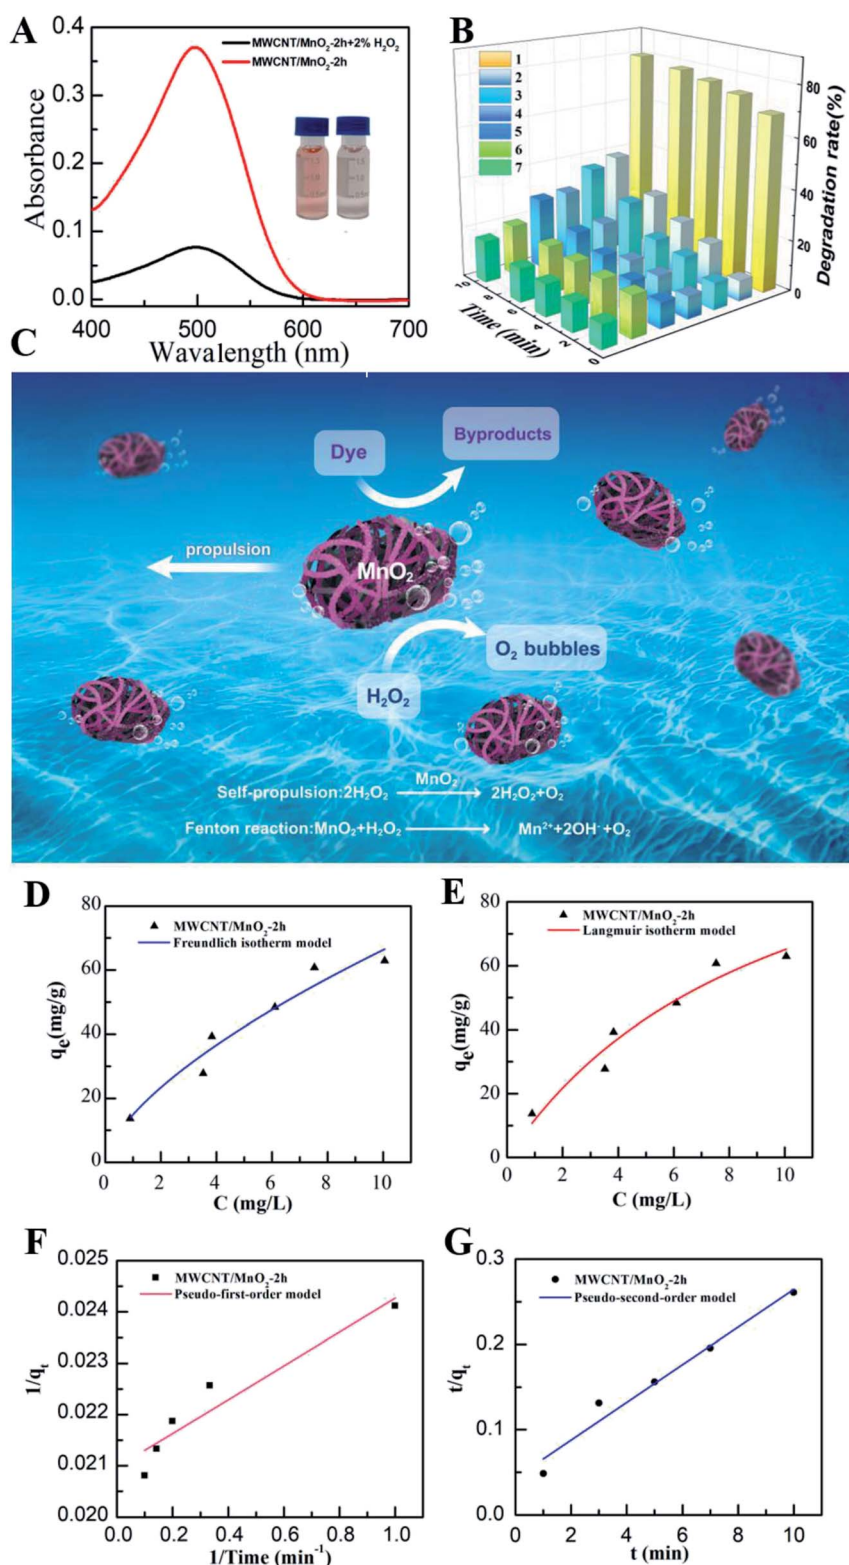 A
0.4
0.3
0.2
0.1
0.0
Absorbance
MWCNT/MnO₂-2h+2% H₂O₂
MWCNT/MnO₂-2h
400
500
600
700
Wavalength (nm)
B
1
2
3
4
5
6
7
80
60
40
20
0
Degradation rate(%)
10
8
6
4
2
0
Time (min)
C
Dye
Byproducts
propulsion
MnO₂
O₂ bubbles
H₂O₂
MnO₂
Self-propulsion:2H₂O₂ → 2H₂O₂+O₂
Fenton reaction:MnO₂+H₂O₂ → Mn²⁺+2OH⁻+O₂
D
80
60
40
20
0
qe(mg/g)
MWCNT/MnO₂-2h
Freundlich isotherm model
0
2
4
6
8
10
C (mg/L)
E
80
60
40
20
0
qe(mg/g)
MWCNT/MnO₂-2h
Langmuir isotherm model
0
2
4
6
8
10
C (mg/L)
F
0.025
0.024
0.023
0.022
0.021
0.020
1/qt
MWCNT/MnO₂-2h
Pseudo-first-order model
0.0
0.2
0.4
0.6
0.8
1.0
1/Time (min⁻¹)
G
0.3
0.2
0.1
0.0
t/qt
MWCNT/MnO₂-2h
Pseudo-second-order model
0
2
4
6
8
10
t (min)